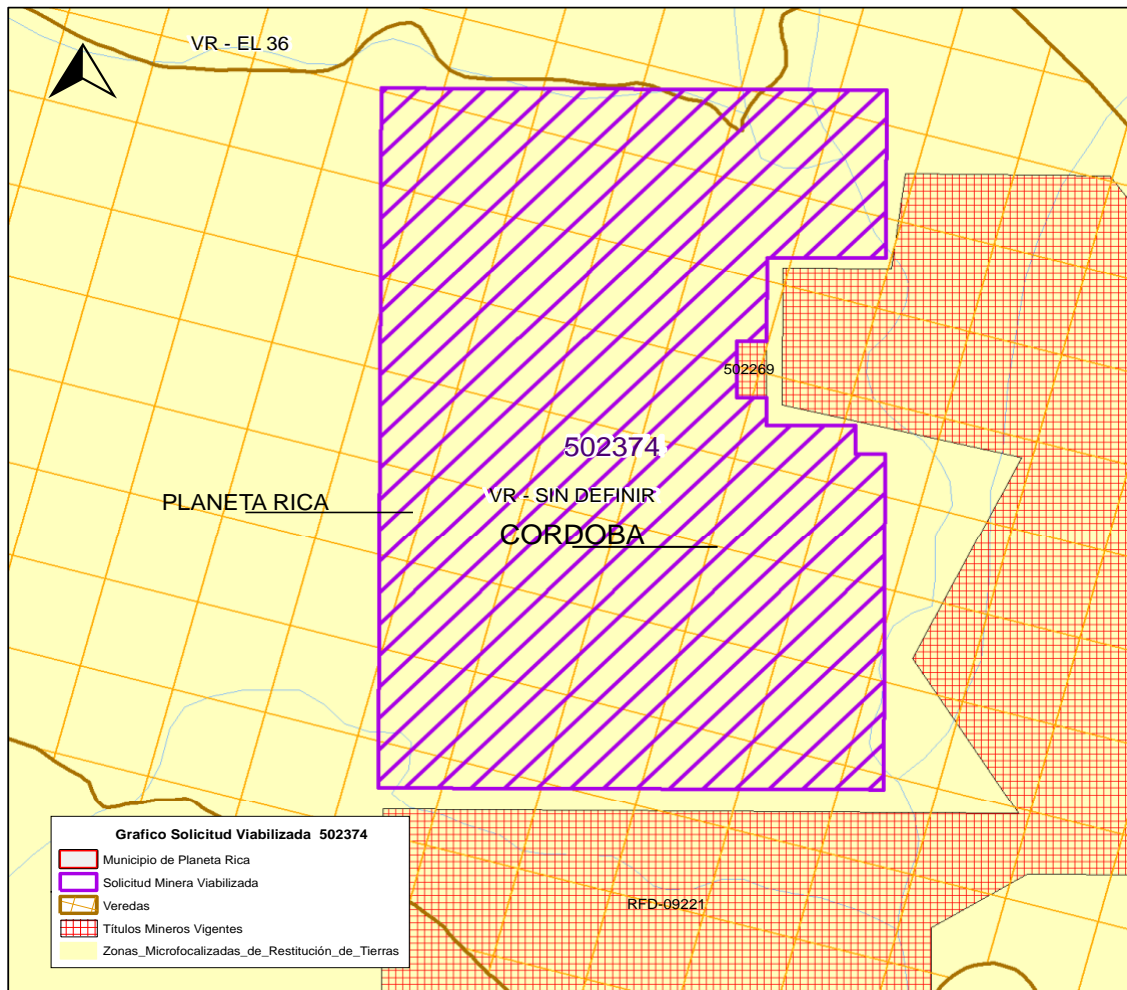 VR - EL 36
502269
502374
VR - SIN DEFINIR
PLANETA RICA
CORDOBA
RFD-09221
Grafico Solicitud Viabilizada 502374
Municipio de Planeta Rica
Solicitud Minera Viabilizada
Veredas
Títulos Mineros Vigentes
Zonas_Microfocalizadas_de_Restitución_de_Tierras